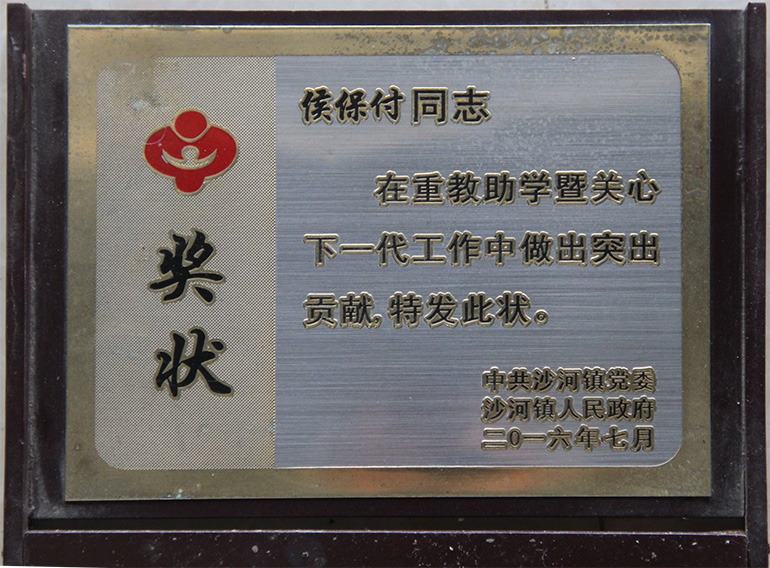 奖状
侯保付同志
在重教助学暨关心
下一代工作中做出突出
贡献,特发此状。
中共沙河镇党委
沙河镇人民政府
二0一六年七月